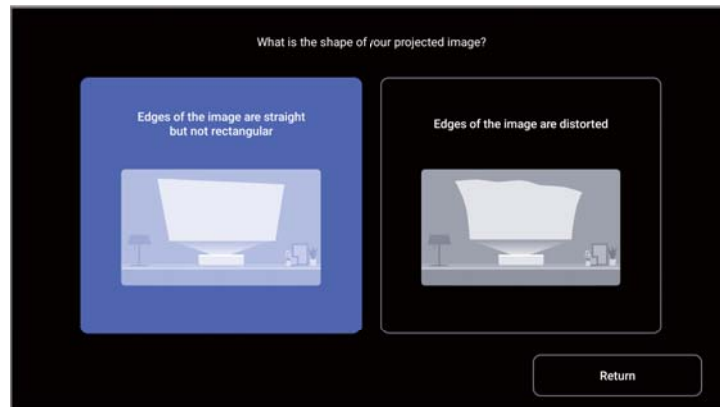 What is the shape of your projected image?
Edges of the image are straight
but not rectangular
Edges of the image are distorted
Return